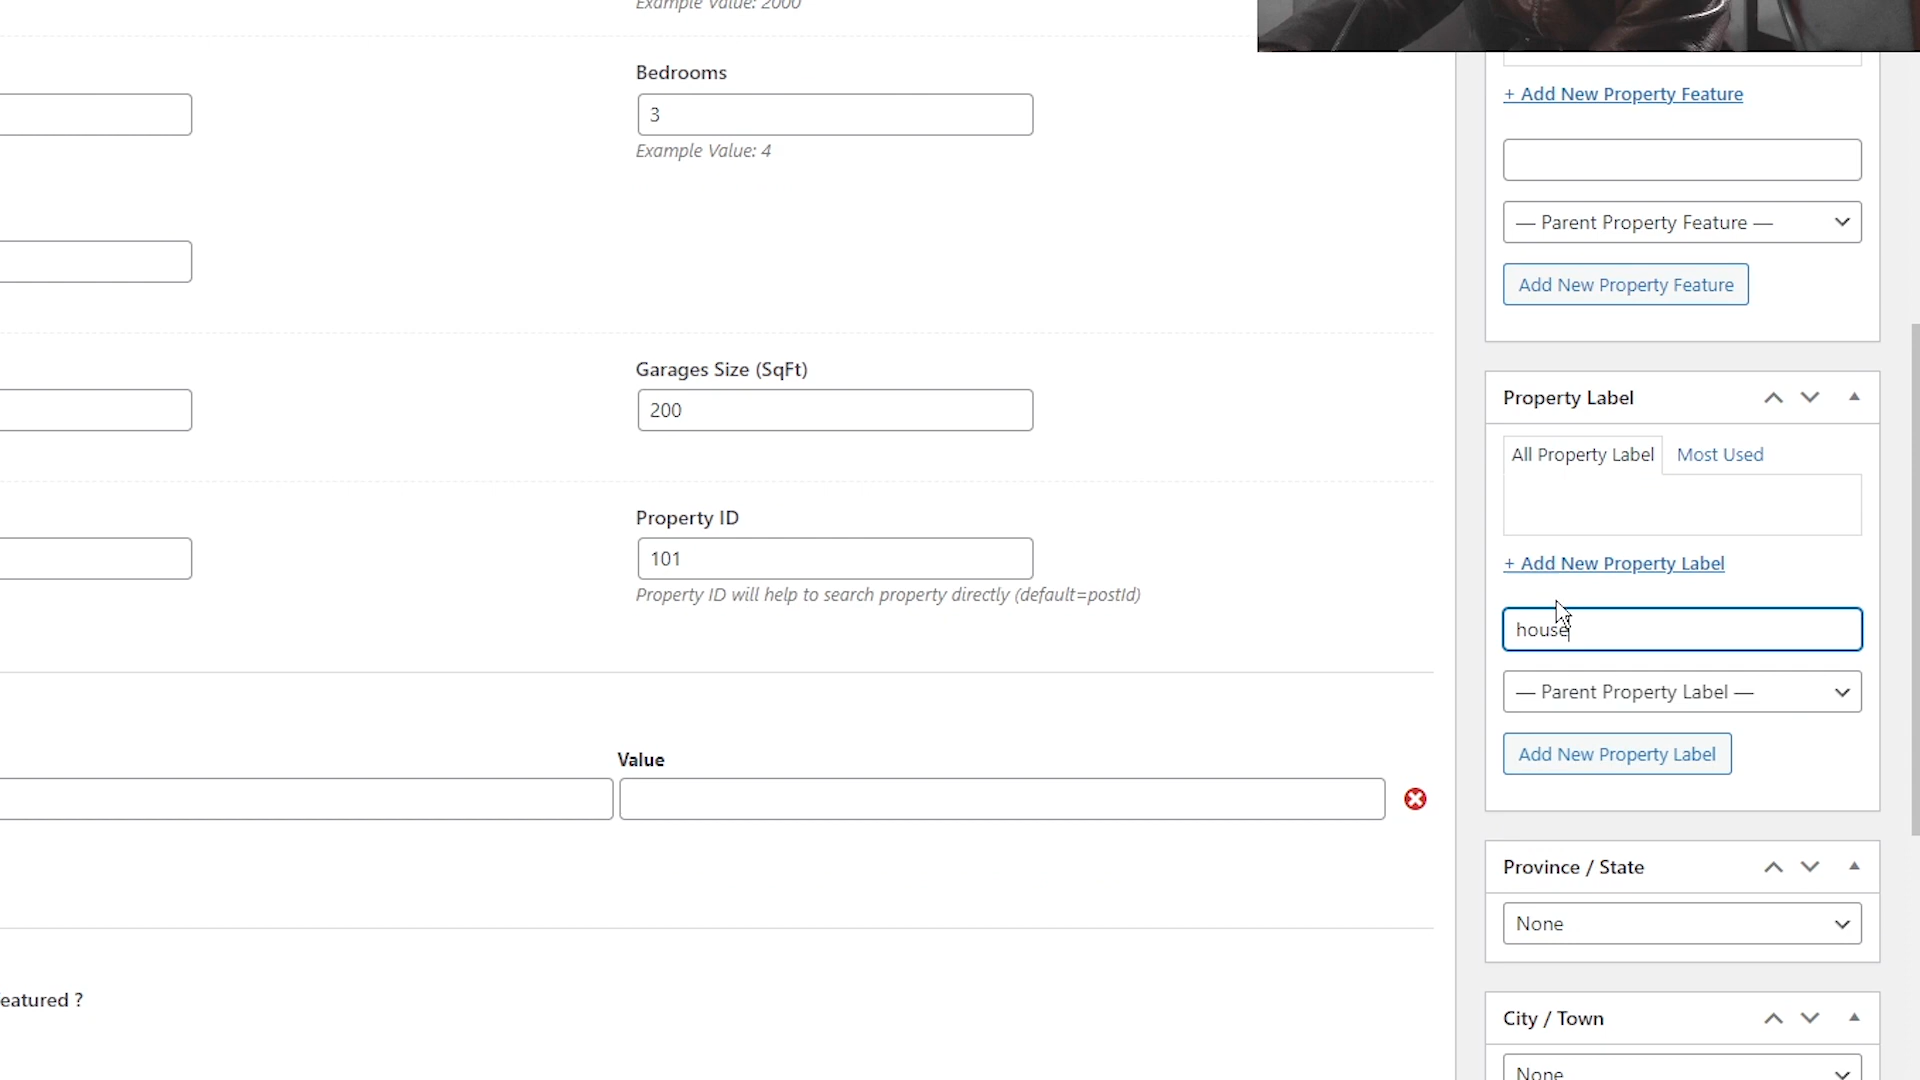 Example Value: 2000
Bedrooms
3
Example Value: 4
Garages Size (SqFt)
200
Property ID
101
Property ID will help to search property directly (default=postId)
Value
eatured ?
+ Add New Property Feature
— Parent Property Feature —
Add New Property Feature
Property Label
All Property Label
Most Used
+ Add New Property Label
house
— Parent Property Label —
Add New Property Label
Province / State
None
City / Town
None